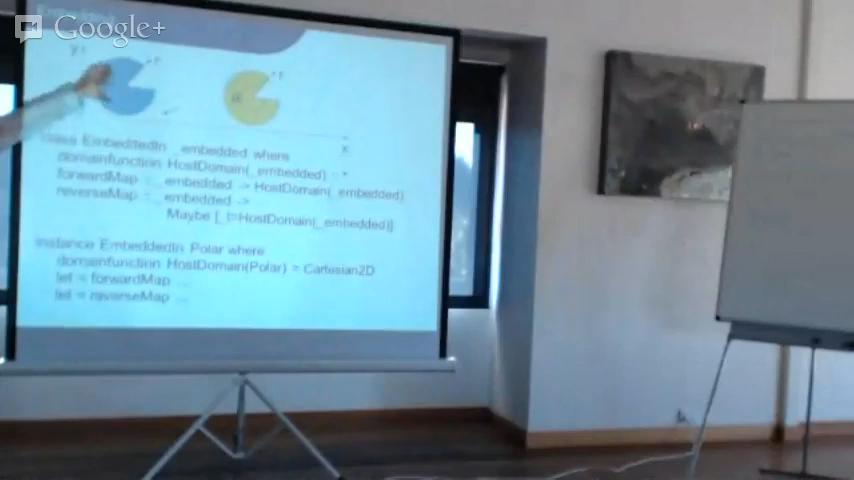 Google+
y
F
F
x
class EmbeddedIn _embedded where
domainfunction HostDomain(_embedded) : *
forwardMap :: _embedded -> HostDomain(_embedded)
reverseMap :: _embedded ->
Maybe [_t=HostDomain(_embedded)]
instance EmbeddedIn Polar where
domainfunction HostDomain(Polar) = Cartesian2D
let = forwardMap ...
let = reverseMap ...